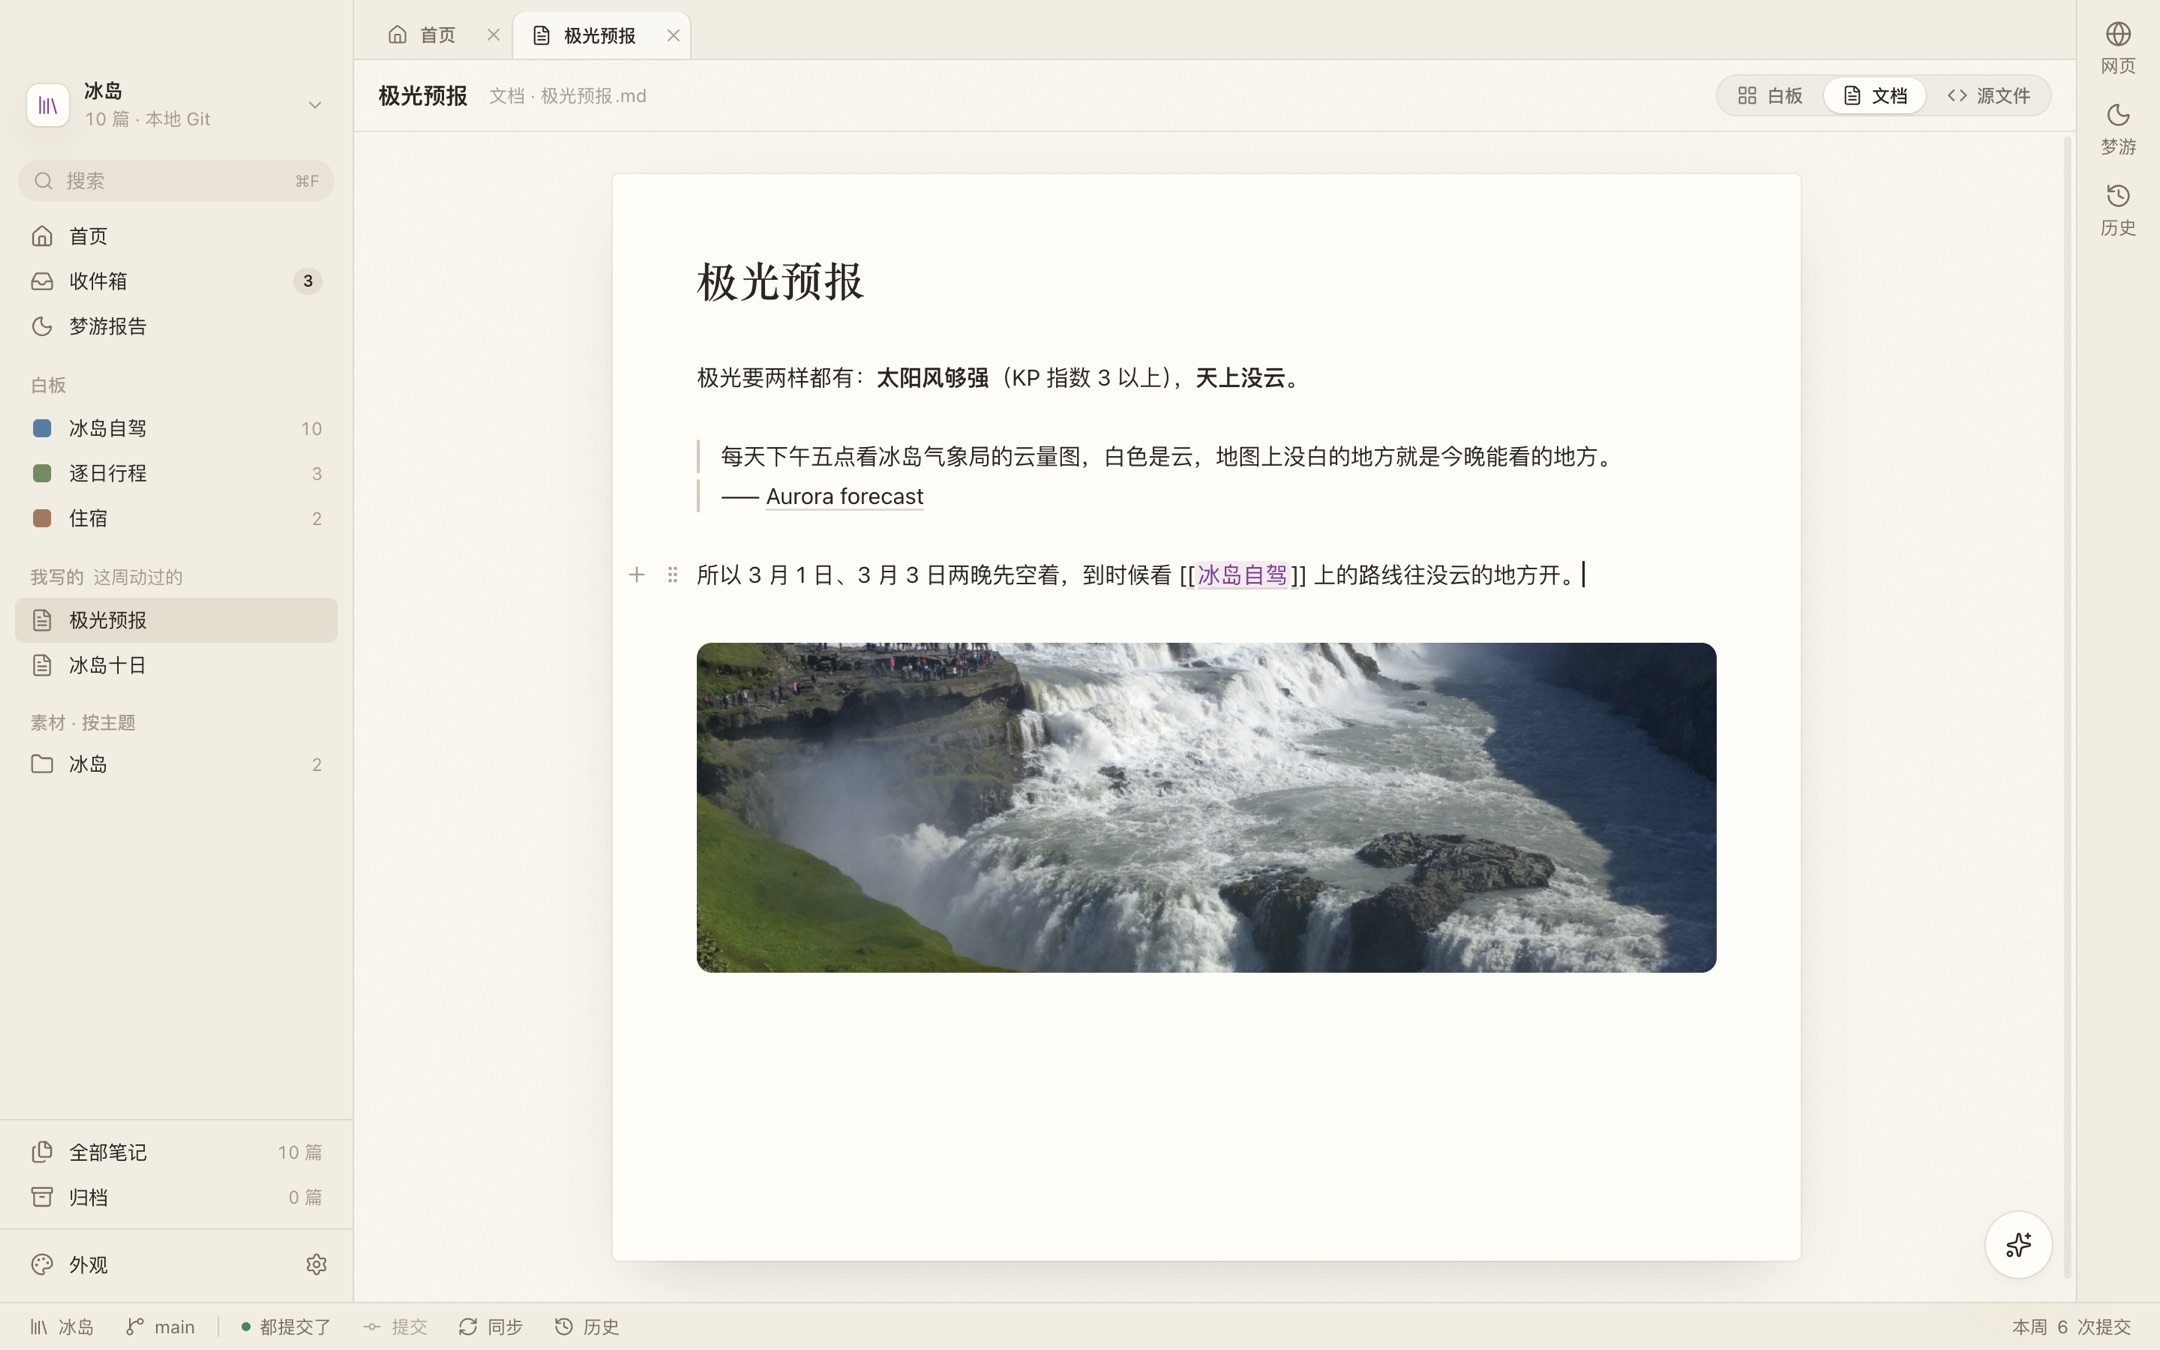 冰岛
10 篇 · 本地 Git
搜索 ⌘F
首页
收件箱 3
梦游报告
白板
冰岛自驾 10
逐日行程 3
住宿 2
我写的 这周动过的
极光预报
冰岛十日
素材 · 按主题
冰岛 2
全部笔记 10 篇
归档 0 篇
外观
首页
极光预报
极光预报 文档 · 极光预报.md
白板 文档 源文件
极光预报
极光要两样都有：太阳风够强（KP 指数 3 以上），天上没云。
每天下午五点看冰岛气象局的云量图，白色是云，地图上没白的地方就是今晚能看的地方。
—— Aurora forecast
所以 3 月 1 日、3 月 3 日两晚先空着，到时候看 [[冰岛自驾]] 上的路线往没云的地方开。
网页
梦游
历史
冰岛 main 都提交了 提交 同步 历史
本周 6 次提交